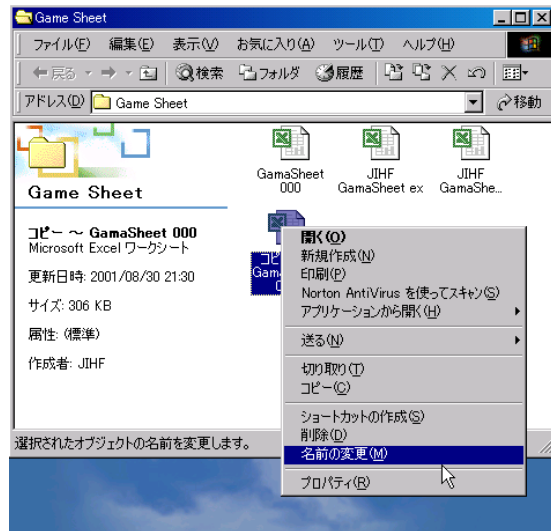 Game Sheet
ファイル(F) 編集(E) 表示(V) お気に入り(A) ツール(T) ヘルプ(H)
戻る 検索 フォルダ 履歴
アドレス(D) Game Sheet 移動
GamaSheet 000
JIHF GamaSheet ex
JIHF GamaShe...
Game Sheet
コピー ～ GamaSheet 000
Microsoft Excel ワークシート
更新日時: 2001/08/30 21:30
サイズ: 306 KB
属性: (標準)
作成者: JIHF
開く(O)
新規作成(N)
印刷(P)
Norton AntiVirus を使ってスキャン(S)
アプリケーションから開く(H)
送る(N)
切り取り(T)
コピー(C)
ショートカットの作成(S)
削除(D)
名前の変更(M)
プロパティ(R)
選択されたオブジェクトの名前を変更します。